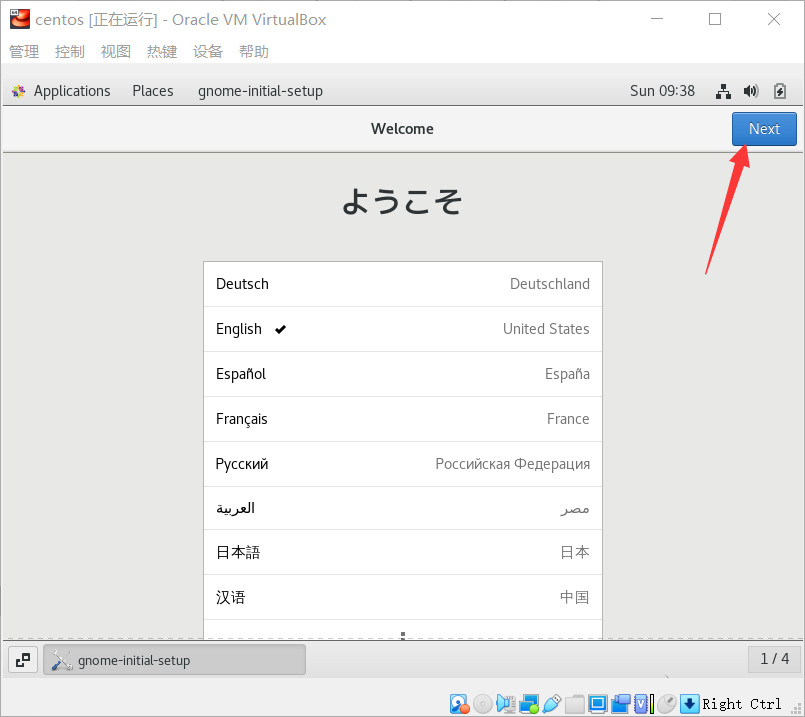 centos [正在运行] - Oracle VM VirtualBox
管理 控制 视图 热键 设备 帮助
Applications Places gnome-initial-setup Sun 09:38
Welcome Next
ようこそ
Deutsch Deutschland
English United States
Español España
Français France
Русский Российская Федерация
العربية مصر
日本語 日本
汉语 中国
gnome-initial-setup 1 / 4
Right Ctrl